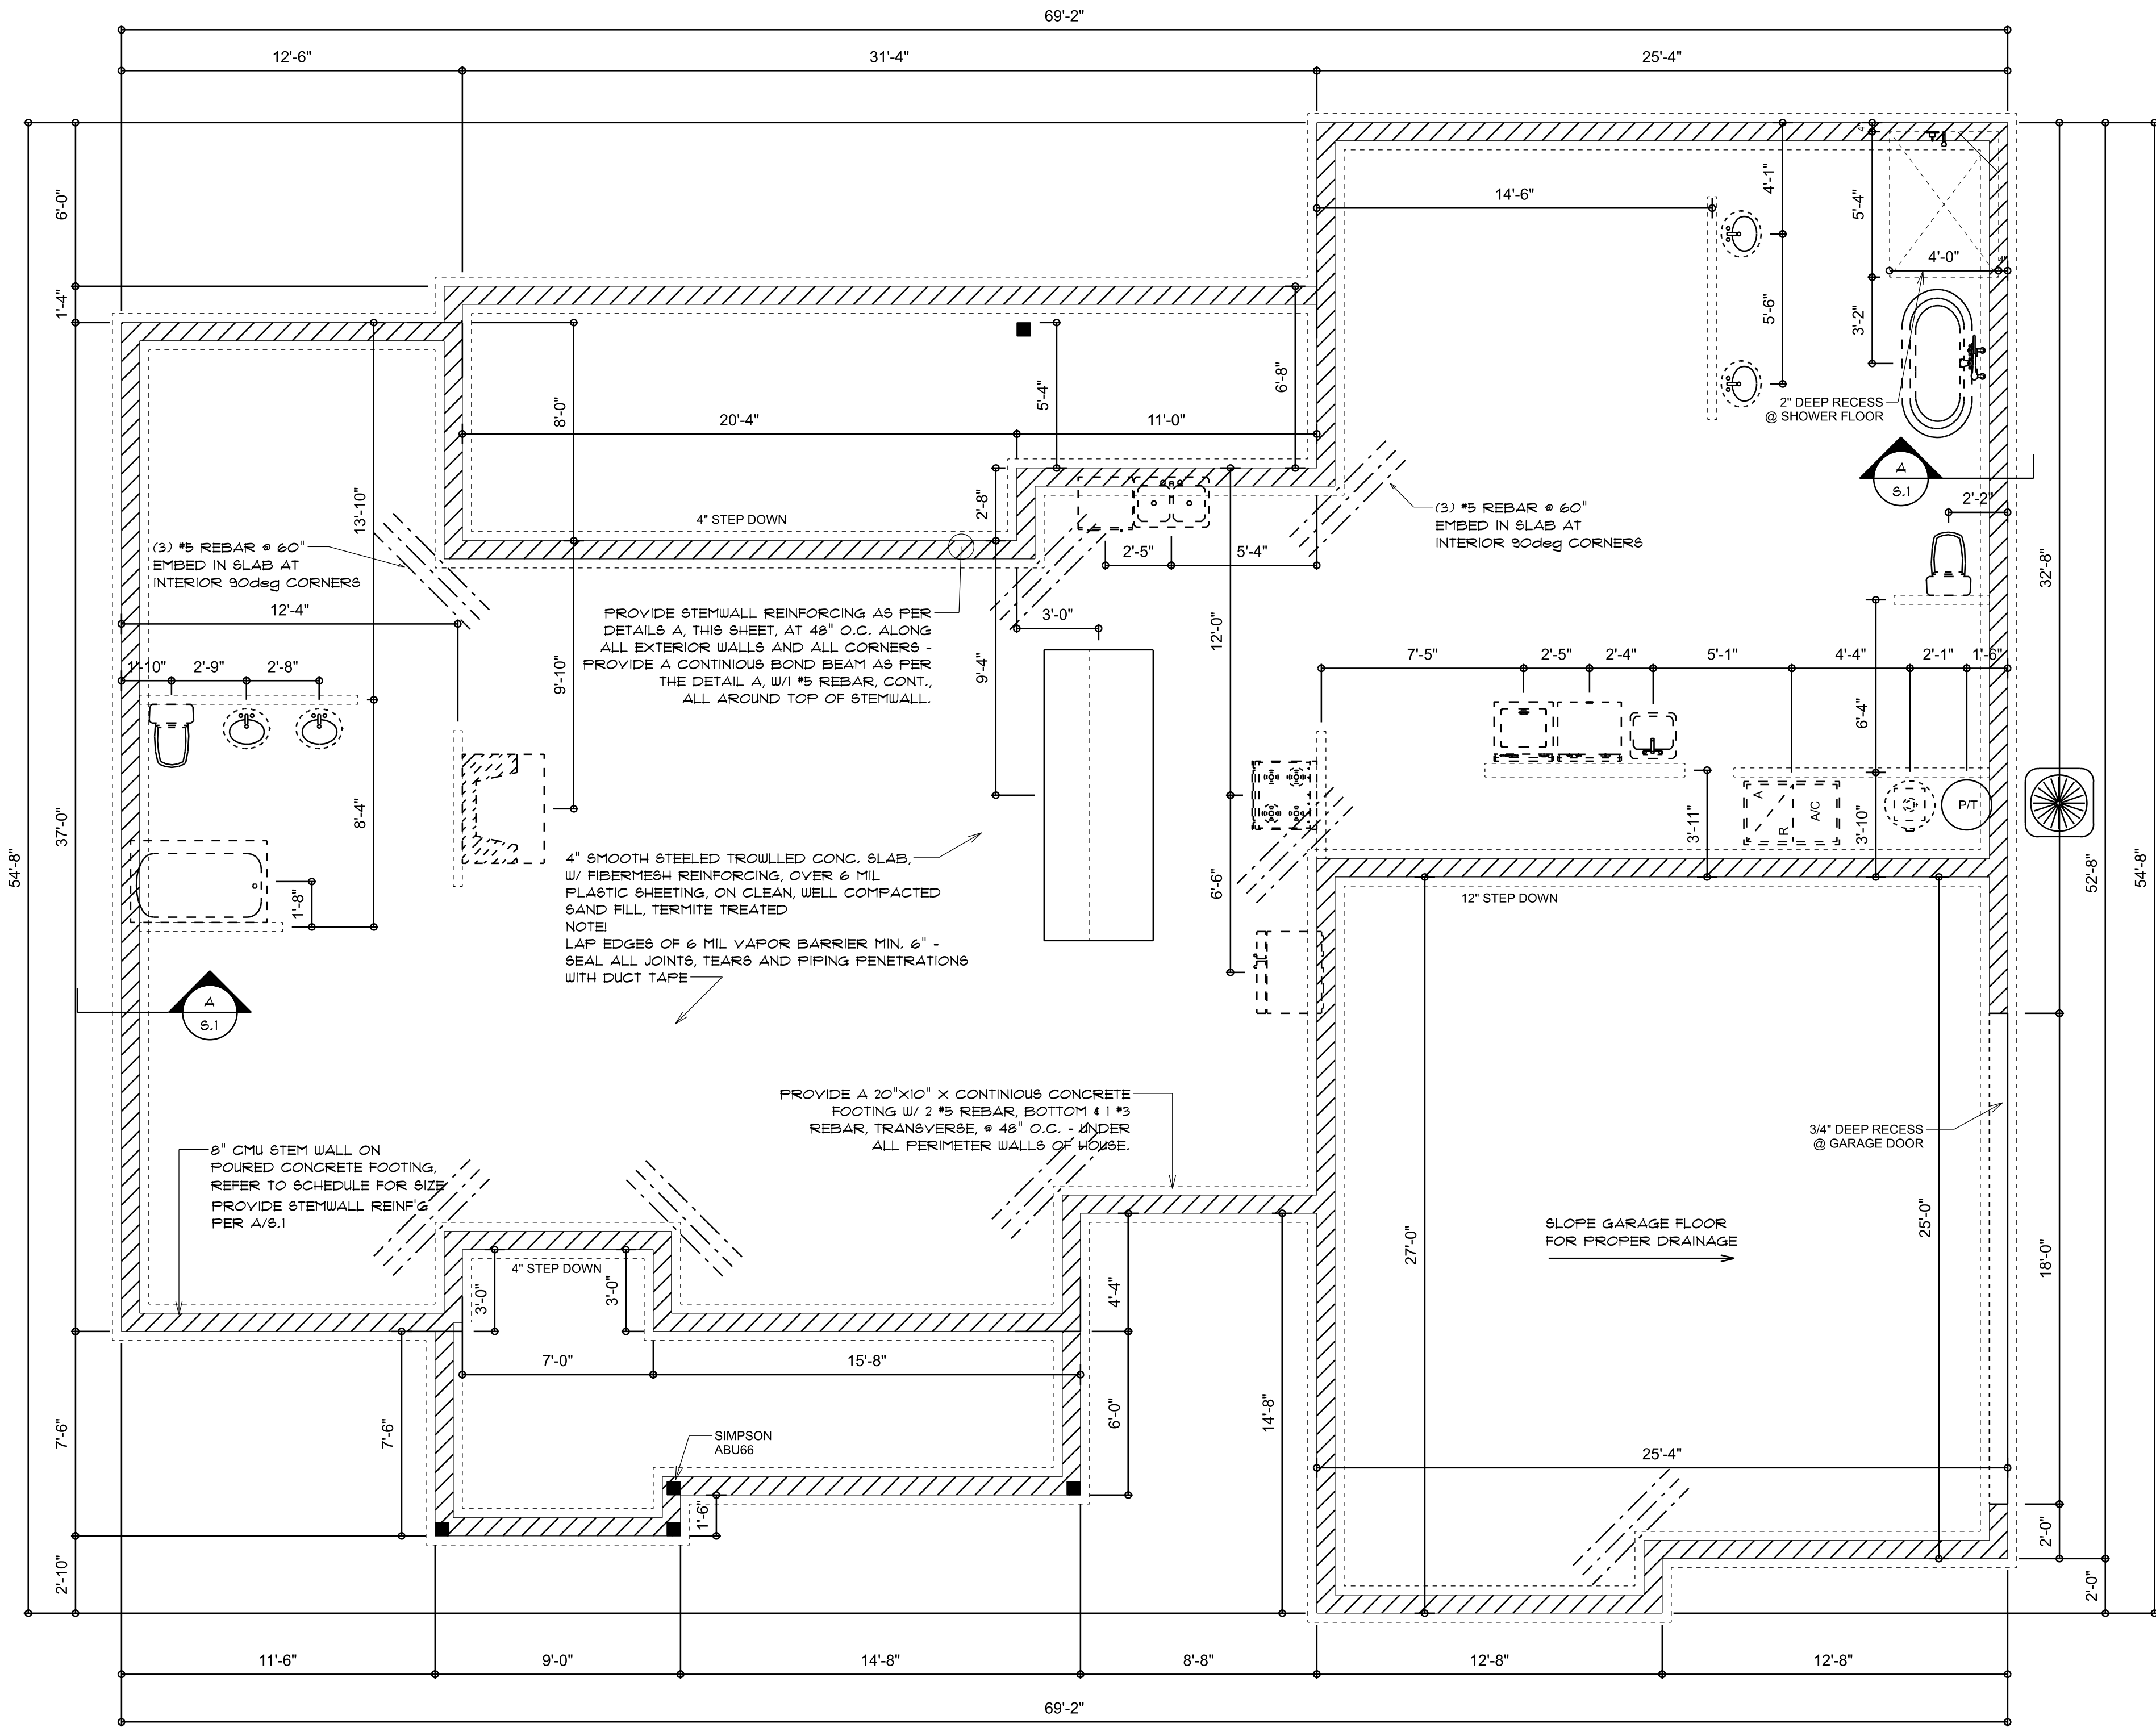 69'-2"
12'-6"
31'-4"
25'-4"
54'-8"
6'-0"
1'-4"
37'-0"
7'-6"
2'-10"
13'-10"
8'-0"
20'-4"
11'-0"
5'-4"
6'-8"
2'-8"
4" STEP DOWN
14'-6"
4'-1"
5'-6"
4"
5'-4"
3'-2"
4'-0"
4"
2" DEEP RECESS
@ SHOWER FLOOR
A
S.1
2'-2"
(3) #5 REBAR @ 60"
EMBED IN SLAB AT
INTERIOR 90deg CORNERS
12'-4"
(3) #5 REBAR @ 60"
EMBED IN SLAB AT
INTERIOR 90deg CORNERS
2'-5"
5'-4"
3'-0"
12'-0"
9'-4"
9'-10"
PROVIDE STEMWALL REINFORCING AS PER
DETAILS A, THIS SHEET, AT 48" O.C. ALONG
ALL EXTERIOR WALLS AND ALL CORNERS -
PROVIDE A CONTINIOUS BOND BEAM AS PER
THE DETAIL A, W/1 #5 REBAR, CONT.,
ALL AROUND TOP OF STEMWALL.
1'-10"
2'-9"
2'-8"
8'-4"
1'-8"
7'-5"
2'-5"
2'-4"
5'-1"
4'-4"
2'-1"
1'-6"
6'-4"
3'-11"
3'-10"
A
R
A/C
P/T
32'-8"
52'-8"
54'-8"
18'-0"
2'-0"
2'-0"
6'-6"
12" STEP DOWN
4" SMOOTH STEELED TROWLLED CONC. SLAB,
W/ FIBERMESH REINFORCING, OVER 6 MIL
PLASTIC SHEETING, ON CLEAN, WELL COMPACTED
SAND FILL, TERMITE TREATED
NOTE!
LAP EDGES OF 6 MIL VAPOR BARRIER MIN. 6" -
SEAL ALL JOINTS, TEARS AND PIPING PENETRATIONS
WITH DUCT TAPE
A
S.1
PROVIDE A 20"X10" X CONTINIOUS CONCRETE
FOOTING W/ 2 #5 REBAR, BOTTOM & 1 #3
REBAR, TRANSVERSE, @ 48" O.C. - UNDER
ALL PERIMETER WALLS OF HOUSE.
3/4" DEEP RECESS
@ GARAGE DOOR
8" CMU STEM WALL ON
POURED CONCRETE FOOTING,
REFER TO SCHEDULE FOR SIZE
PROVIDE STEMWALL REINF'G
PER A/S.1
SLOPE GARAGE FLOOR
FOR PROPER DRAINAGE
27'-0"
25'-0"
4" STEP DOWN
3'-0"
3'-0"
4'-4"
7'-0"
15'-8"
6'-0"
14'-8"
7'-6"
SIMPSON
ABU66
1'-6"
25'-4"
11'-6"
9'-0"
14'-8"
8'-8"
12'-8"
12'-8"
69'-2"